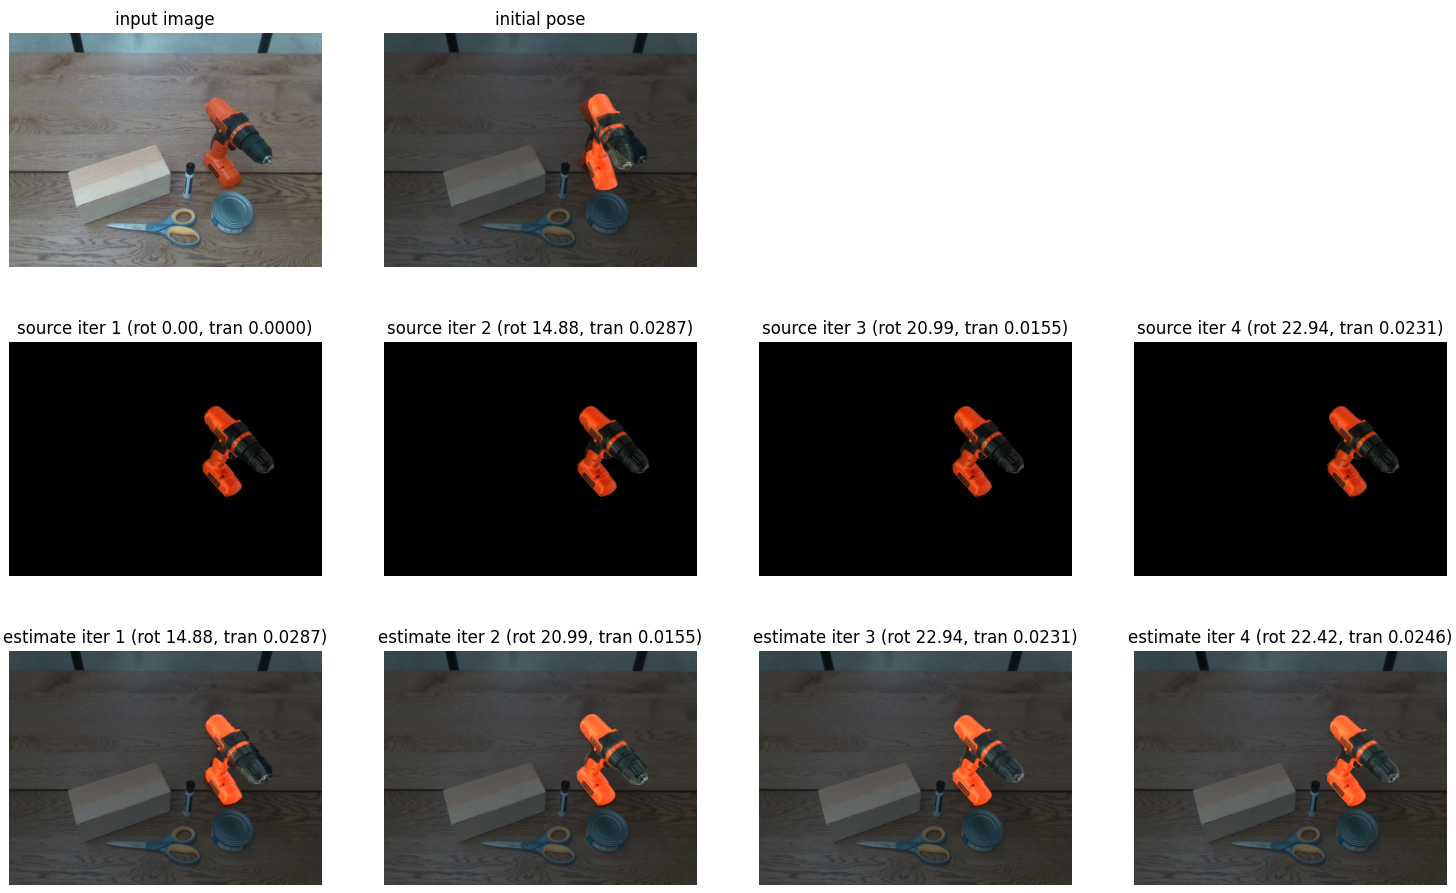 input image
initial pose
source iter 1 (rot 0.00, tran 0.0000)
source iter 2 (rot 14.88, tran 0.0287)
source iter 3 (rot 20.99, tran 0.0155)
source iter 4 (rot 22.94, tran 0.0231)
estimate iter 1 (rot 14.88, tran 0.0287)
estimate iter 2 (rot 20.99, tran 0.0155)
estimate iter 3 (rot 22.94, tran 0.0231)
estimate iter 4 (rot 22.42, tran 0.0246)